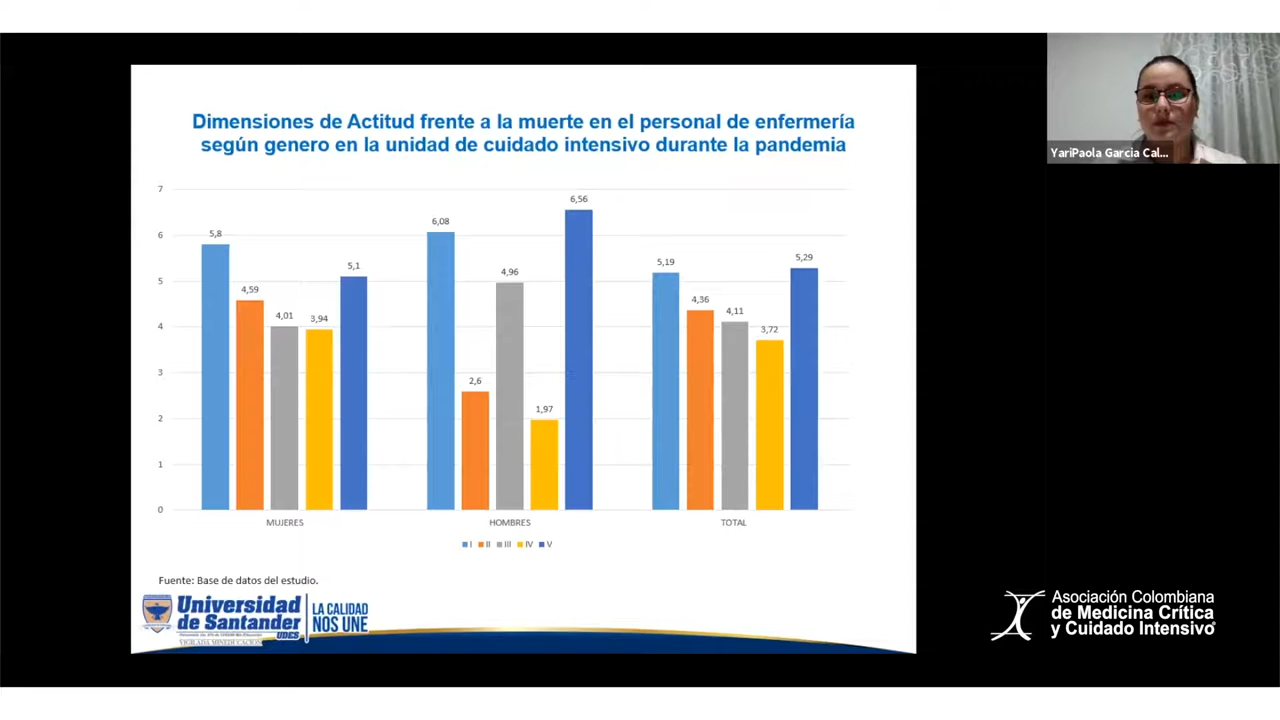 Dimensiones de Actitud frente a la muerte en el personal de enfermería
según genero en la unidad de cuidado intensivo durante la pandemia
7
6
5
4
3
2
1
0
5,8
4,59
4,01
3,94
5,1
6,08
2,6
4,96
1,97
6,56
5,19
4,36
4,11
3,72
5,29
MUJERES
HOMBRES
TOTAL
I II III IV V
Fuente: Base de datos del estudio.
Universidad
de Santander
UDES
VIGILADA MINEDUCACIÓN
LA CALIDAD
NOS UNE
YariPaola Garcia Cal...
Asociación Colombiana
de Medicina Crítica
y Cuidado Intensivo